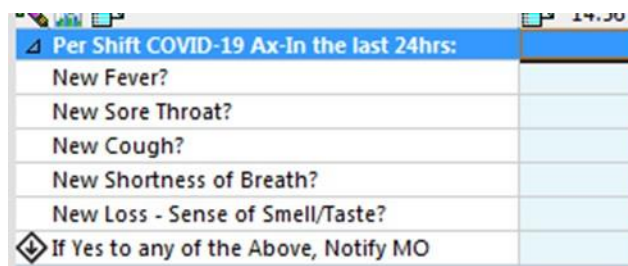 Per Shift COVID-19 Ax-In the last 24hrs:
New Fever?
New Sore Throat?
New Cough?
New Shortness of Breath?
New Loss - Sense of Smell/Taste?
If Yes to any of the Above, Notify MO